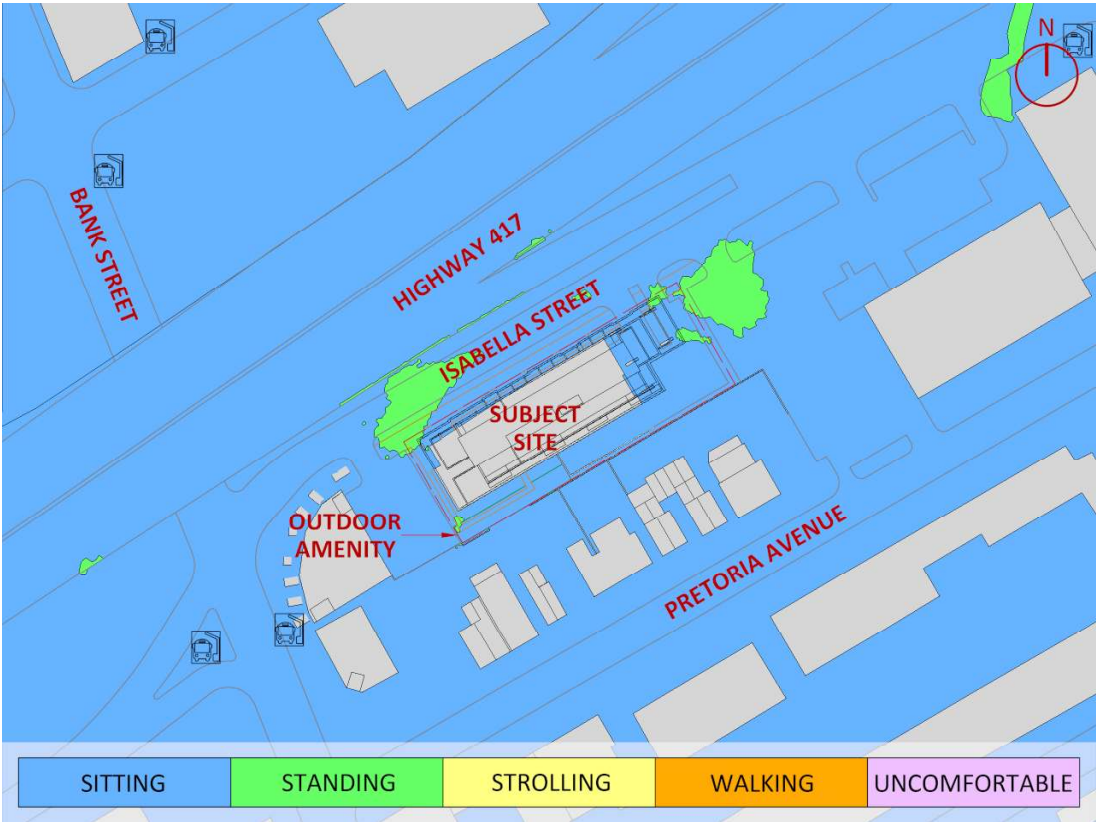 N
BANK STREET
HIGHWAY 417
ISABELLA STREET
SUBJECT
SITE
OUTDOOR
AMENITY
PRETORIA AVENUE
SITTING
STANDING
STROLLING
WALKING
UNCOMFORTABLE